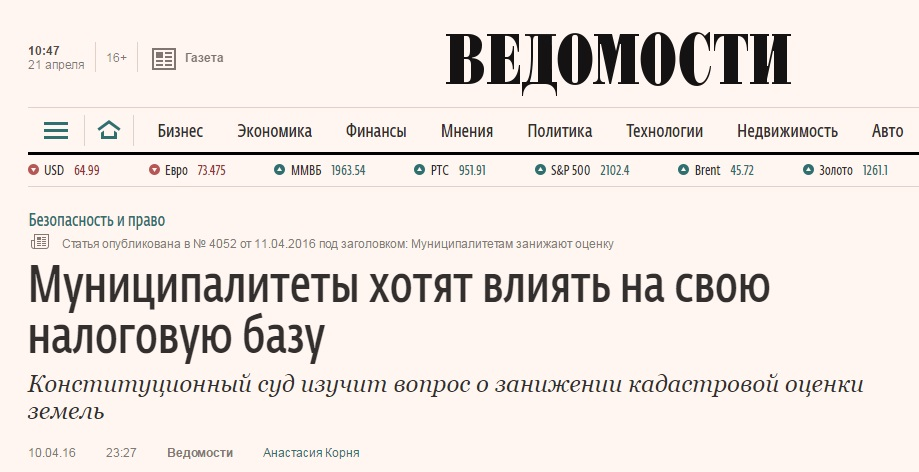 10:47
21 апреля
16+
Газета
ВЕДОМОСТИ
Бизнес Экономика Финансы Мнения Политика Технологии Недвижимость Авто
USD 64.99 Евро 73.475 ММВБ 1963.54 РТС 951.91 S&P 500 2102.4 Brent 45.72 Золото 1261.1
Безопасность и право
Статья опубликована в № 4052 от 11.04.2016 под заголовком: Муниципалитетам занижают оценку
Муниципалитеты хотят влиять на свою
налоговую базу
Конституционный суд изучит вопрос о занижении кадастровой оценки
земель
10.04.16 23:27 Ведомости Анастасия Корня